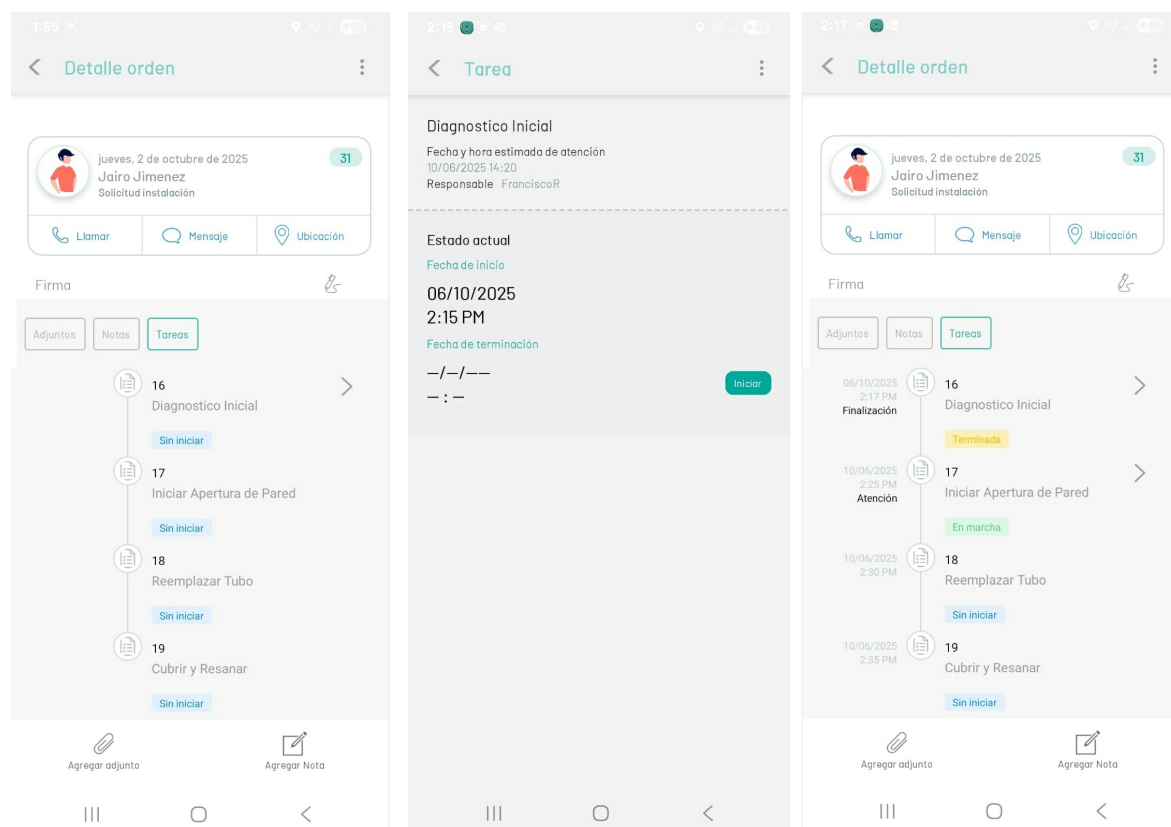 1:55
Detalle orden
jueves, 2 de octubre de 2025
31
Jairo Jimenez
Solicitud instalación
Llamar
Mensaje
Ubicación
Firma
Adjuntos
Notas
Tareas
16
Diagnostico Inicial
Sin iniciar
17
Iniciar Apertura de Pared
Sin iniciar
18
Reemplazar Tubo
Sin iniciar
19
Cubrir y Resanar
Sin iniciar
Agregar adjunto
Agregar Nota
2:15
Tarea
Diagnostico Inicial
Fecha y hora estimada de atención
10/06/2025 14:20
Responsable FranciscoR
Estado actual
Fecha de inicio
06/10/2025
2:15 PM
Fecha de terminación
—/—/——
— : —
Iniciar
2:17
Detalle orden
jueves, 2 de octubre de 2025
31
Jairo Jimenez
Solicitud instalación
Llamar
Mensaje
Ubicación
Firma
Adjuntos
Notas
Tareas
06/10/2025
2:17 PM
Finalización
16
Diagnostico Inicial
Terminada
10/06/2025
2:25 PM
Atención
17
Iniciar Apertura de Pared
En marcha
10/06/2025
2:30 PM
18
Reemplazar Tubo
Sin iniciar
10/06/2025
2:35 PM
19
Cubrir y Resanar
Sin iniciar
Agregar adjunto
Agregar Nota